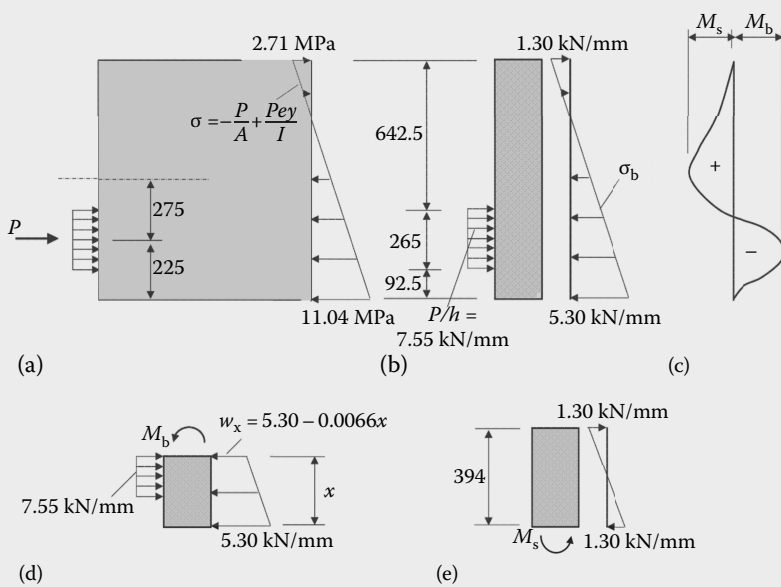 2.71 MPa
σ = -P/A + Pey/I
275
225
P
11.04 MPa
(a)
1.30 kN/mm
642.5
265
92.5
σb
P/h =
7.55 kN/mm
5.30 kN/mm
(b)
Ms
Mb
+
−
(c)
Mb
wx = 5.30 − 0.0066x
7.55 kN/mm
x
5.30 kN/mm
(d)
1.30 kN/mm
394
Ms
1.30 kN/mm
(e)